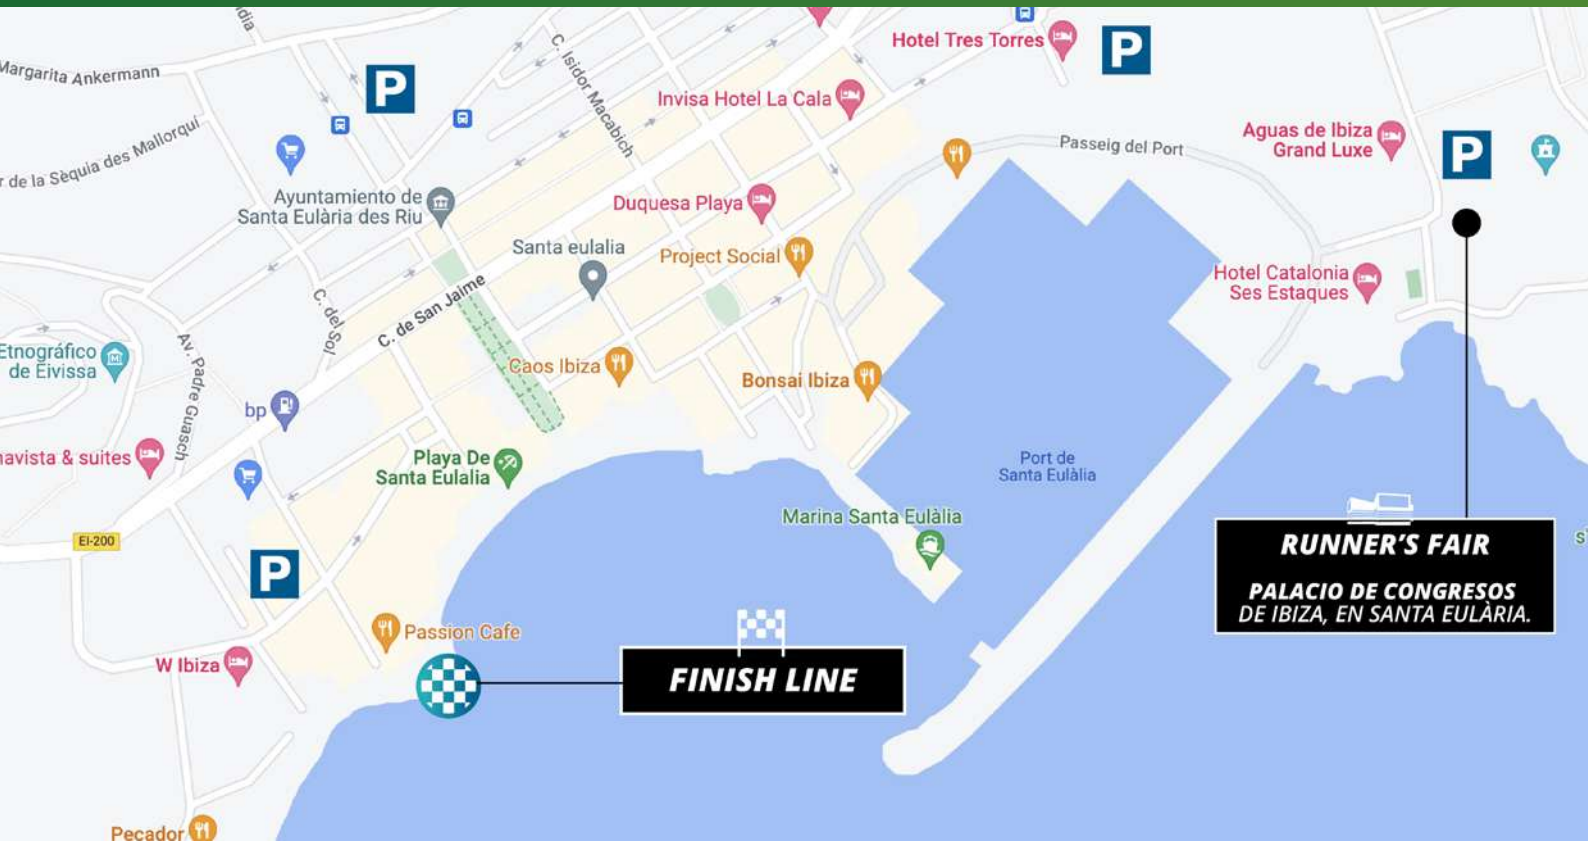 Margarita Ankermann
P
C. Isidor Macabich
Hotel Tres Torres
P
Invisa Hotel La Cala
Passeig del Port
Aguas de Ibiza
Grand Luxe
P
r de la Sèquia des Mallorquí
Ayuntamiento de
Santa Eulària des Riu
Duquesa Playa
Santa eulalia
Project Social
Hotel Catalonia
Ses Estaques
C. de San Jaime
C. del Sol
Etnográfico
de Eivissa
Av. Padre Guasch
Caos Ibiza
Bonsai Ibiza
bp
navista & suites
Playa De
Santa Eulalia
Port de
Santa Eulàlia
Marina Santa Eulàlia
EI-200
P
RUNNER'S FAIR
PALACIO DE CONGRESOS
DE IBIZA, EN SANTA EULÀRIA.
Passion Cafe
W Ibiza
FINISH LINE
Pecador